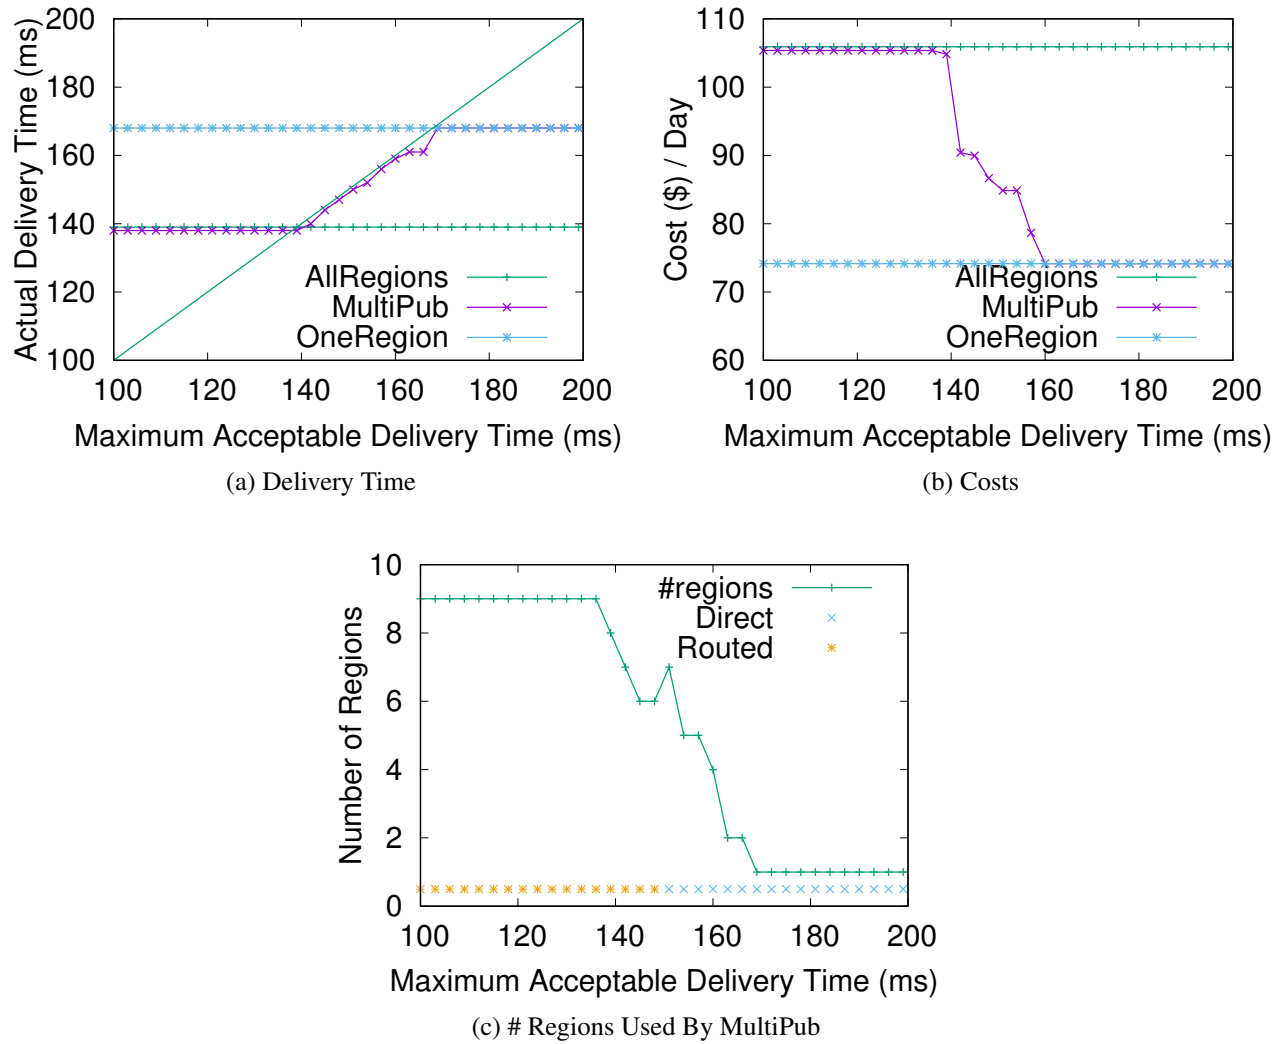 200
180
160
140
120
100
Actual Delivery Time (ms)
AllRegions
MultiPub
OneRegion
100 120 140 160 180 200
Maximum Acceptable Delivery Time (ms)
(a) Delivery Time
110
100
90
80
70
60
Cost ($) / Day
AllRegions
MultiPub
OneRegion
100 120 140 160 180 200
Maximum Acceptable Delivery Time (ms)
(b) Costs
10
8
6
4
2
0
Number of Regions
#regions
Direct
Routed
100 120 140 160 180 200
Maximum Acceptable Delivery Time (ms)
(c) # Regions Used By MultiPub